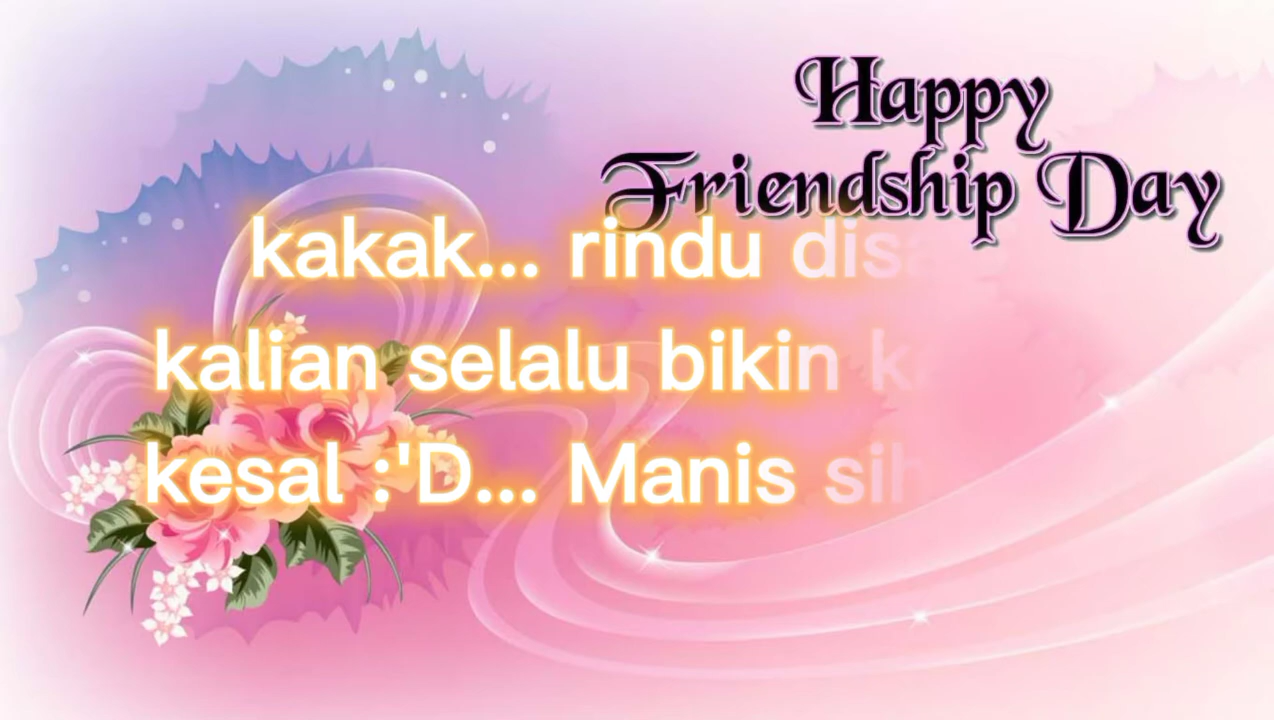 Happy
Friendship Day
kakak... rindu
kalian selalu bikin
kesal :'D... Manis